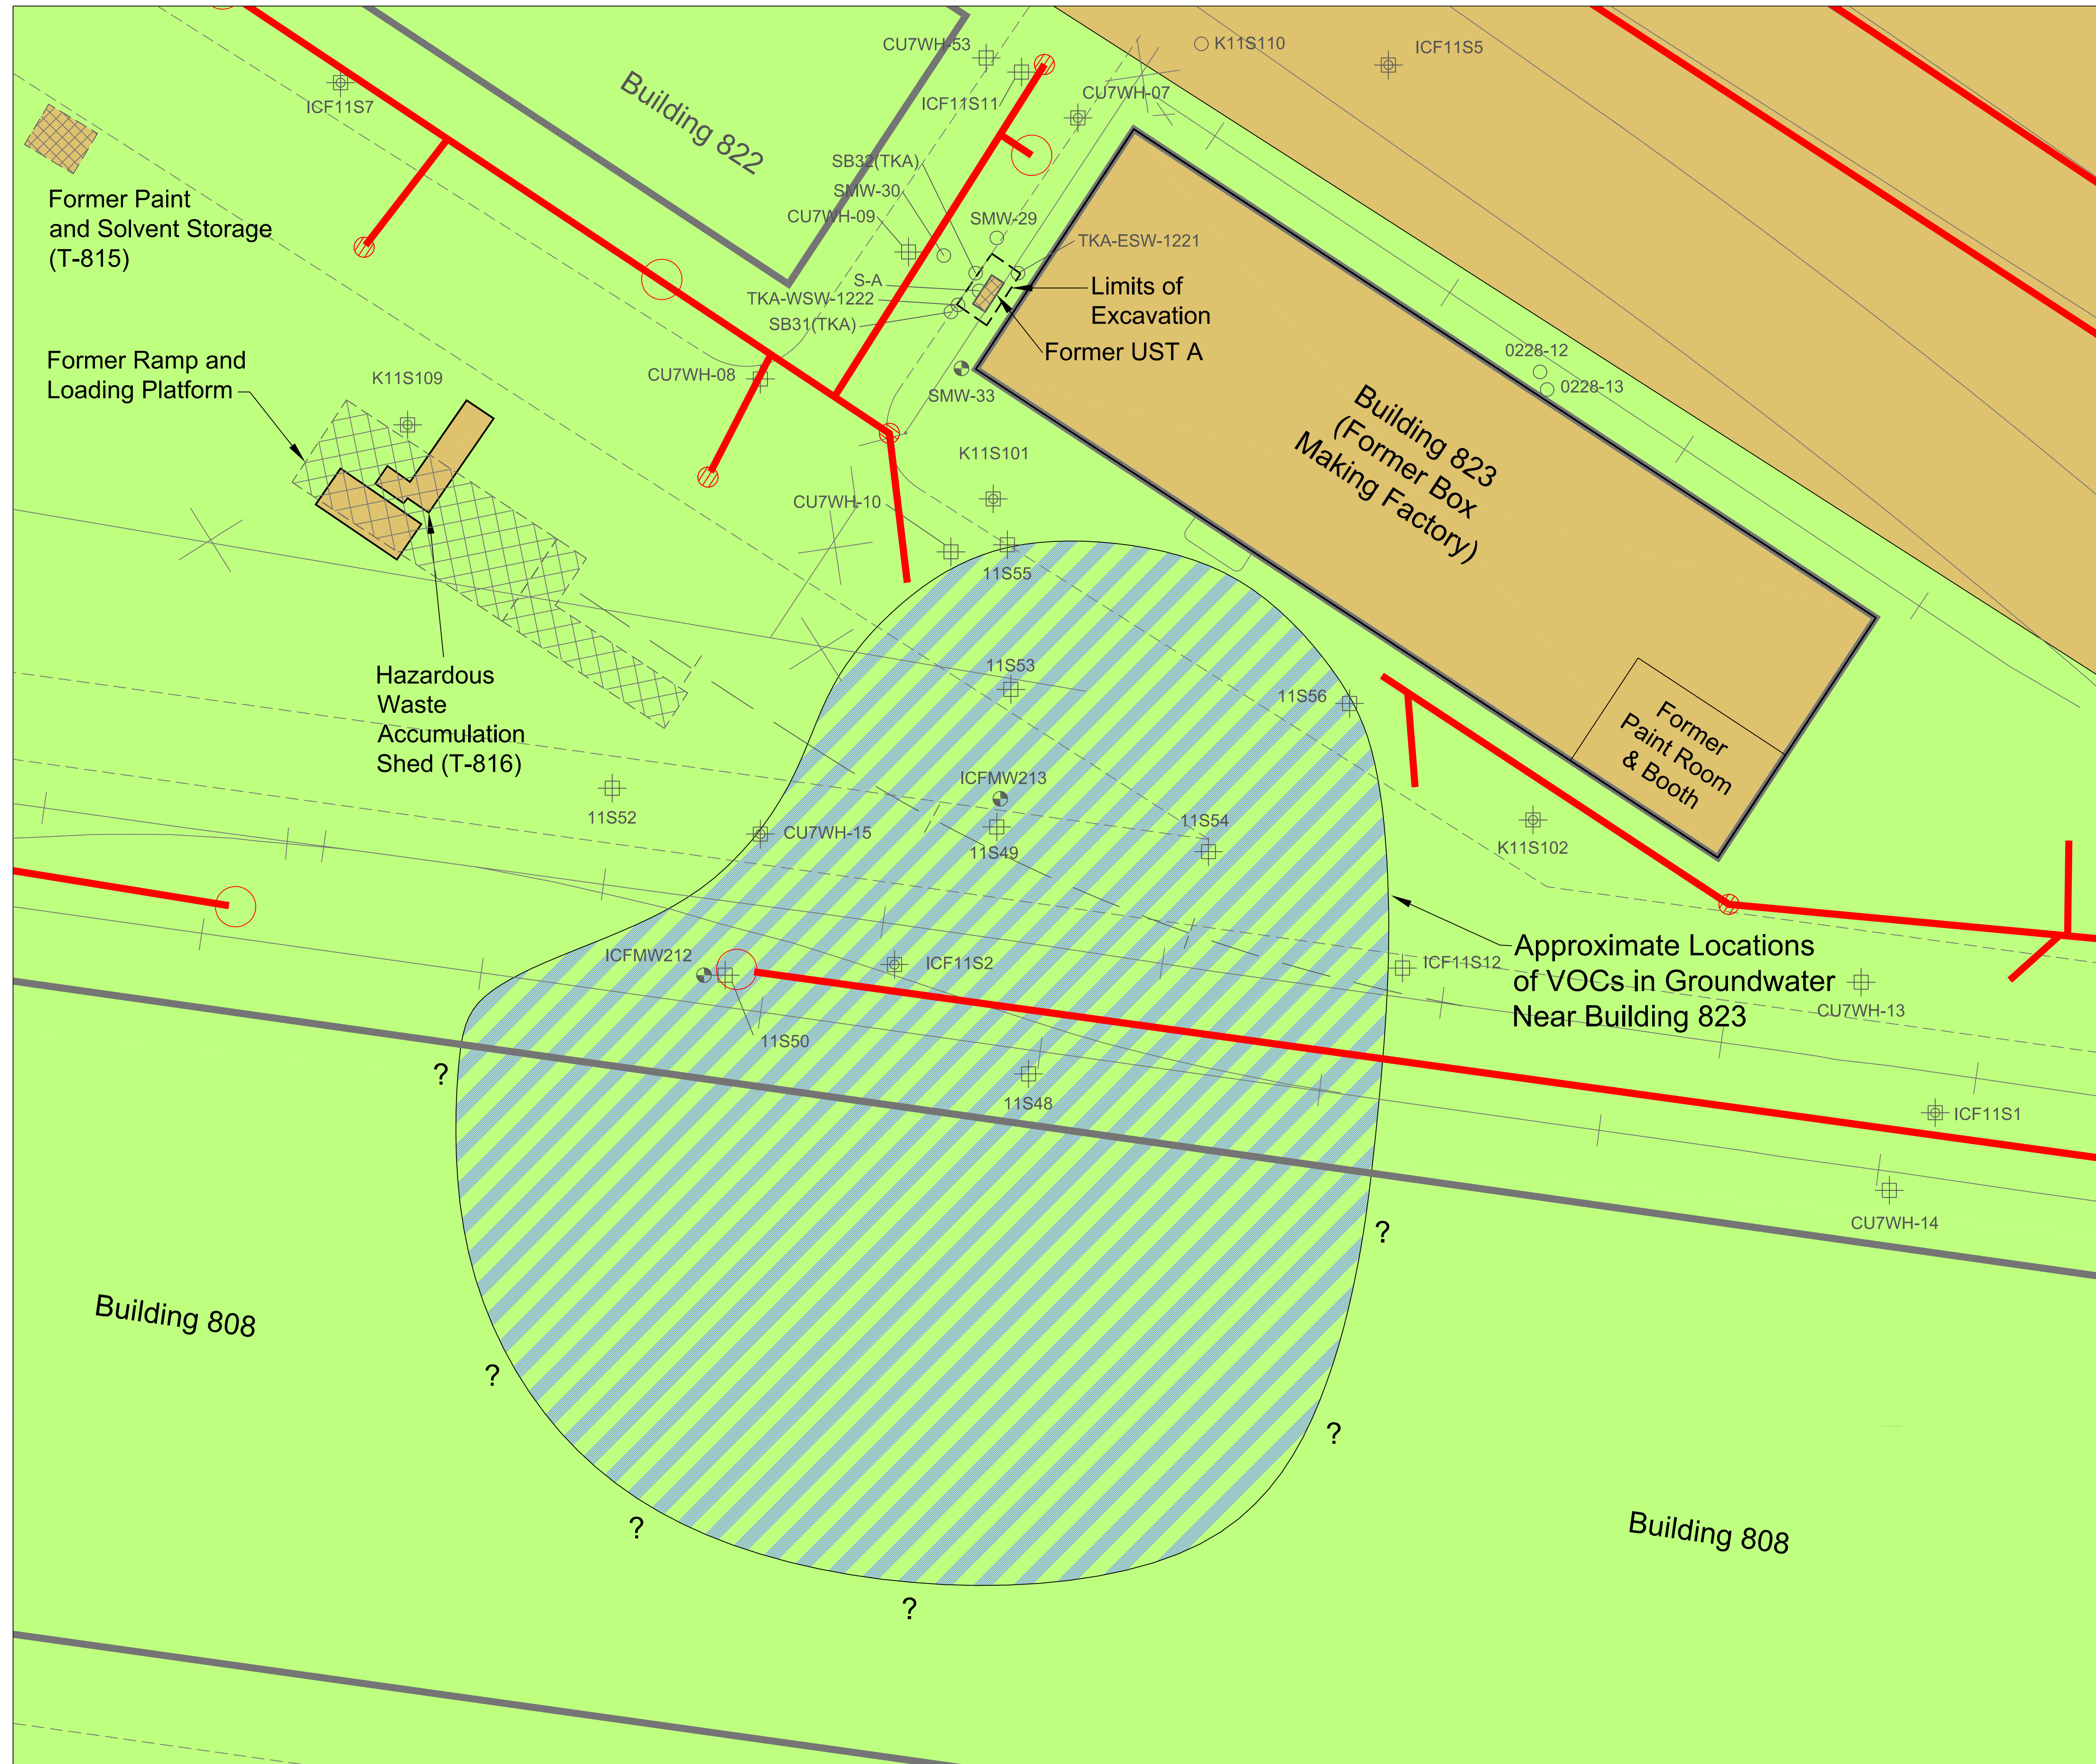 CU7WH-53
K11S110
ICF11S5
ICF11S7
ICF11S11
CU7WH-07
Building 822
Former Paint
and Solvent Storage
(T-815)
SB32(TKA)
SMW-30
CU7WH-09
SMW-29
TKA-ESW-1221
S-A
TKA-WSW-1222
SB31(TKA)
Limits of
Excavation
Former UST A
Former Ramp and
Loading Platform
K11S109
CU7WH-08
SMW-33
0228-12
0228-13
Building 823
(Former Box
Making Factory)
K11S101
CU7WH-10
11S55
Hazardous
Waste
Accumulation
Shed (T-816)
11S53
11S56
Former
Paint Room
& Booth
ICFMW213
11S52
CU7WH-15
11S49
11S54
K11S102
ICFMW212
ICF11S2
ICF11S12
Approximate Locations
of VOCs in Groundwater
Near Building 823
CU7WH-13
11S50
?
11S48
ICF11S1
CU7WH-14
?
Building 808
?
?
?
Building 808
?